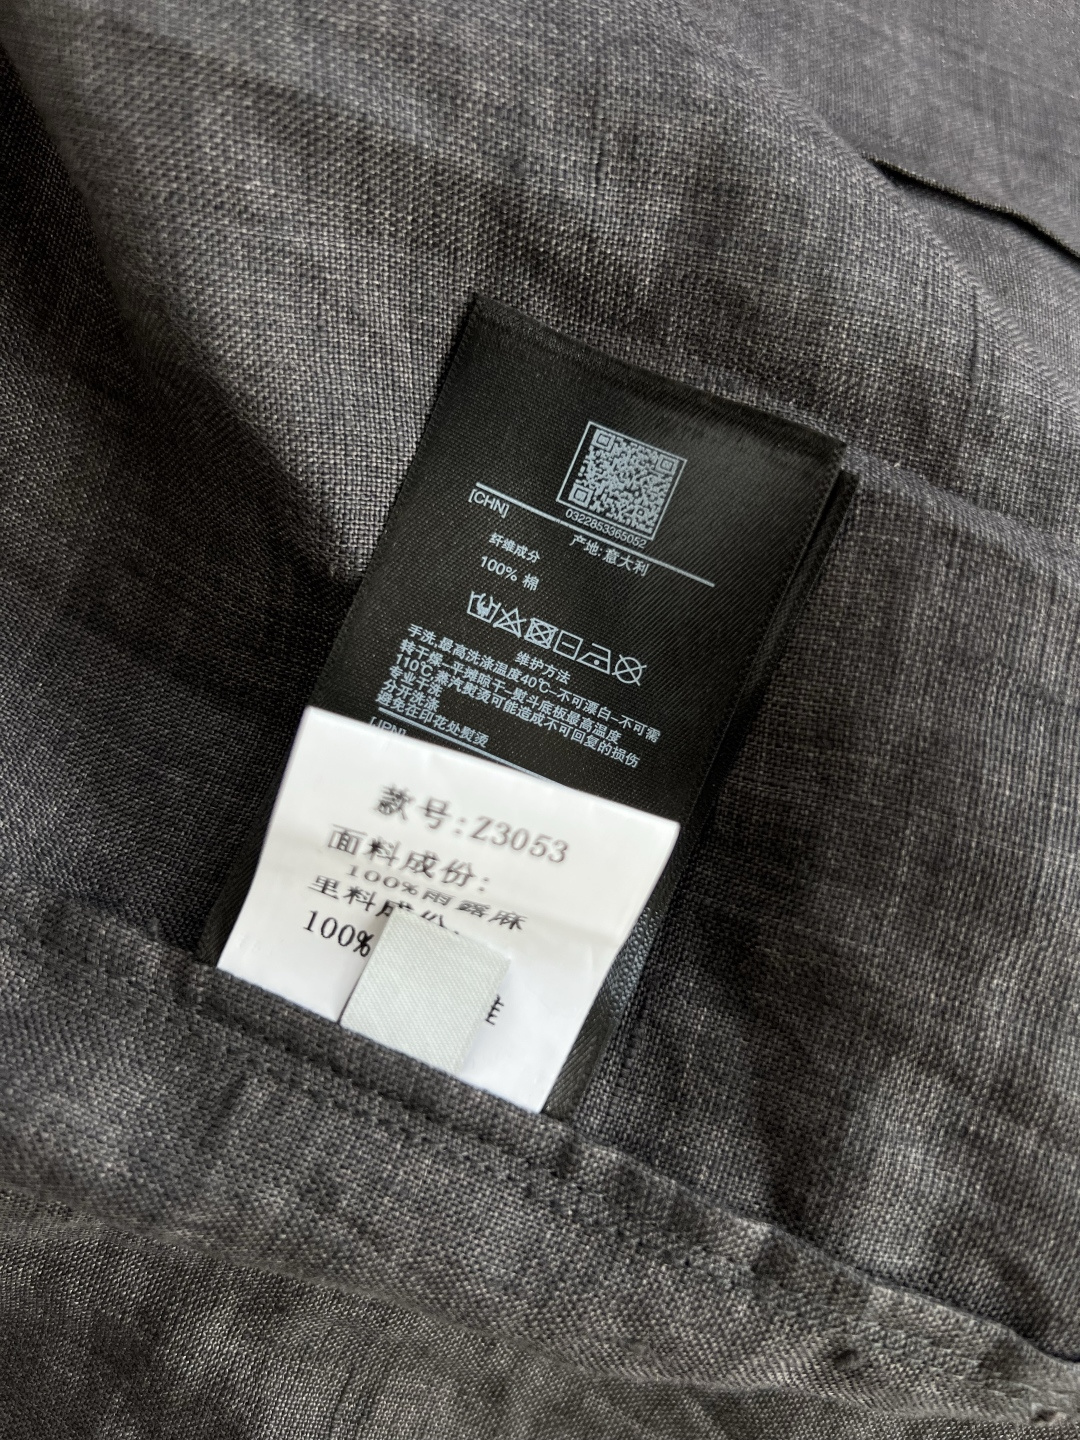 0322853365052
[CHN]
产地:意大利
纤维成分
100% 棉
维护方法
手洗,最高洗涤温度40℃-不可漂白-不可需
转干燥-平摊晾干-熨斗底板最高温度
110℃,蒸汽熨烫可能造成不可回复的损伤
专业干洗
分开洗涤
避免在印花处熨烫
[JPN]
款号:Z3053
面料成份:
100%雨露麻
里料成份:
100%